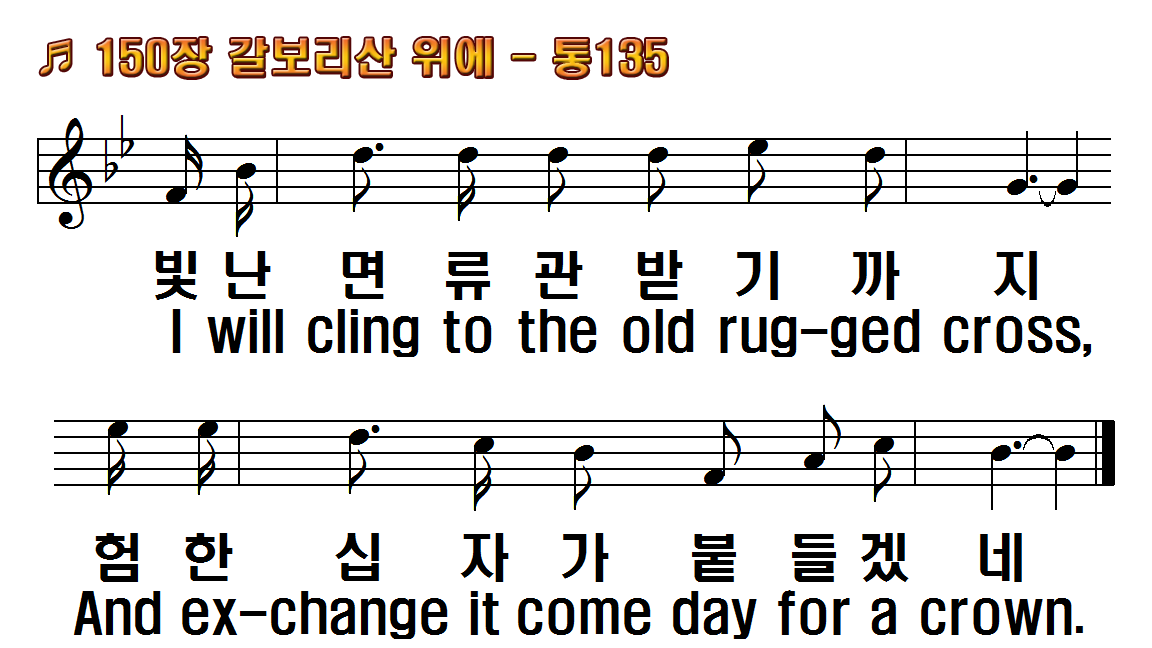 ♬ 150장 갈보리산 위에 - 통135
빛 난 면 류 관 받 기 까 지
I will cling to the old rug-ged cross,
험 한 십 자 가 붙 들 겠 네
And ex-change it come day for a crown.